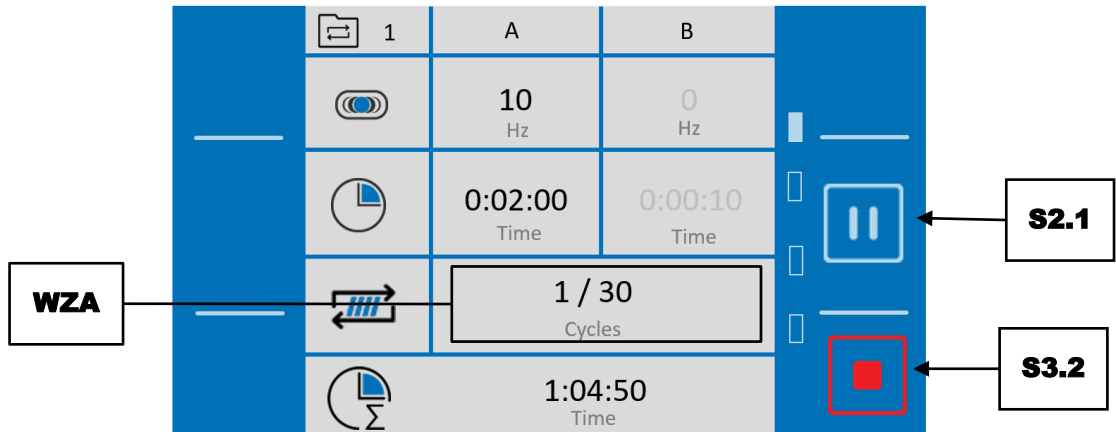 1 A B
10 0
Hz Hz
0:02:00 0:00:10
Time Time
S2.1
WZA
1 / 30
Cycles
S3.2
1:04:50
Time
Σ